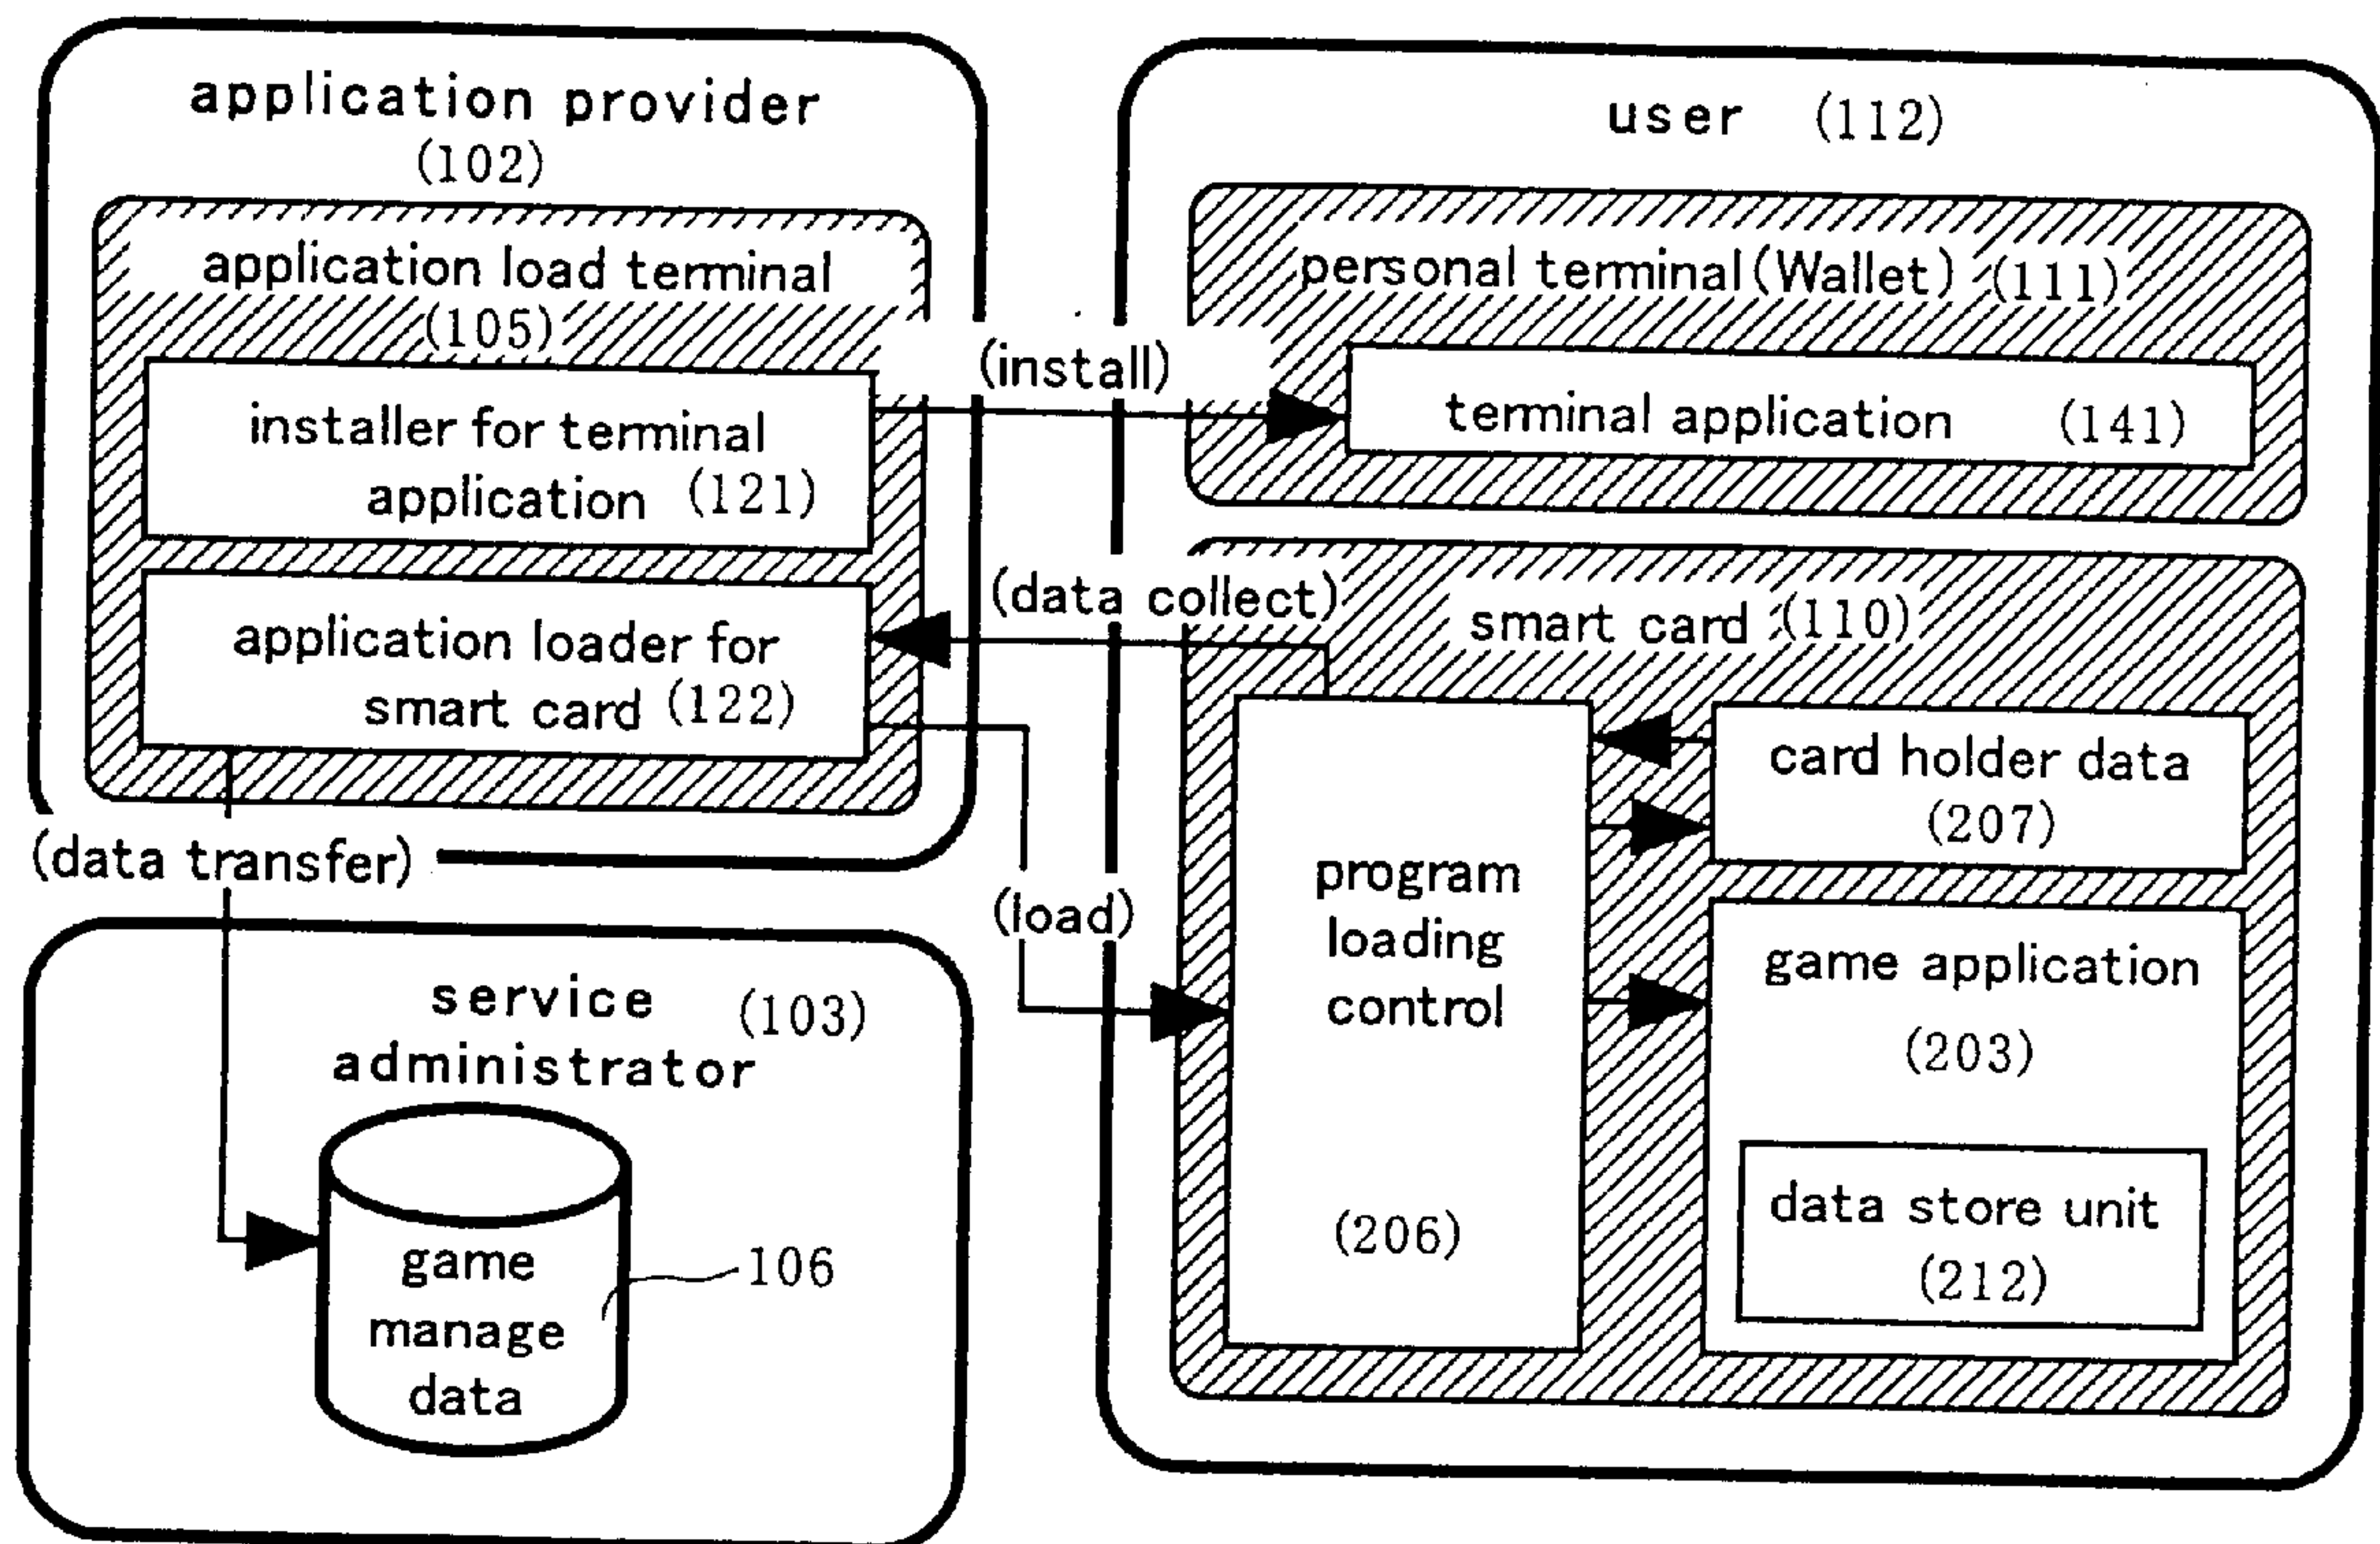 application provider
(102)
application load terminal
(105)
installer for terminal
application (121)
application loader for
smart card (122)
(install)
(data collect)
(load)
(data transfer)
user (112)
personal terminal(Wallet) (111)
terminal application (141)
smart card (110)
program
loading
control
(206)
card holder data
(207)
game application
(203)
data store unit
(212)
service (103)
administrator
game
manage
data
106